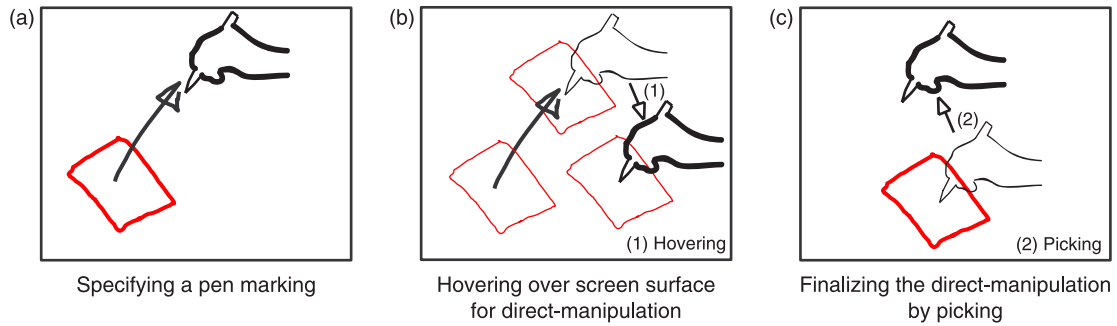 (a)
Specifying a pen marking
(b)
(1)
(1) Hovering
Hovering over screen surface
for direct-manipulation
(c)
(2)
(2) Picking
Finalizing the direct-manipulation
by picking